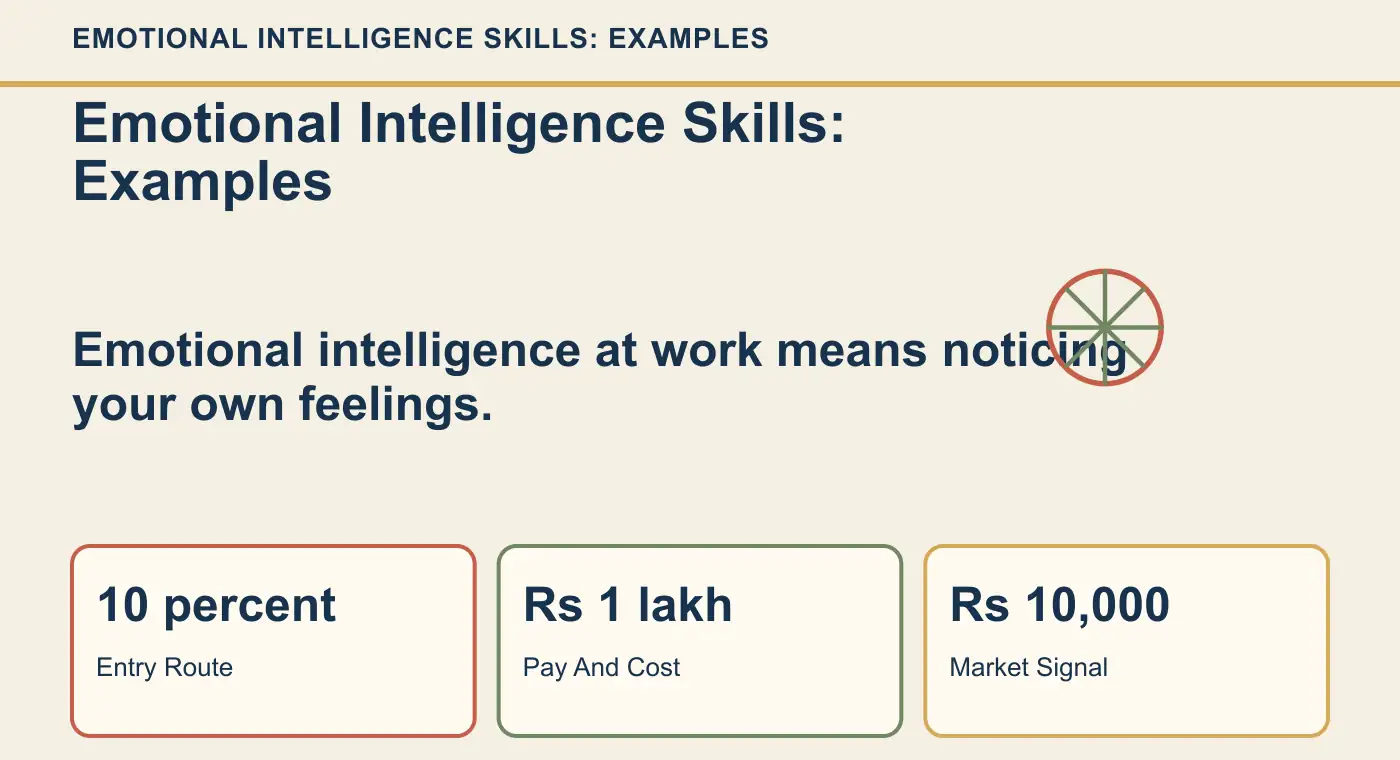 EMOTIONAL INTELLIGENCE SKILLS: EXAMPLES
Emotional Intelligence Skills:
Examples
Emotional intelligence at work means noticing
your own feelings.
10 percent
Entry Route
Rs 1 lakh
Pay And Cost
Rs 10,000
Market Signal